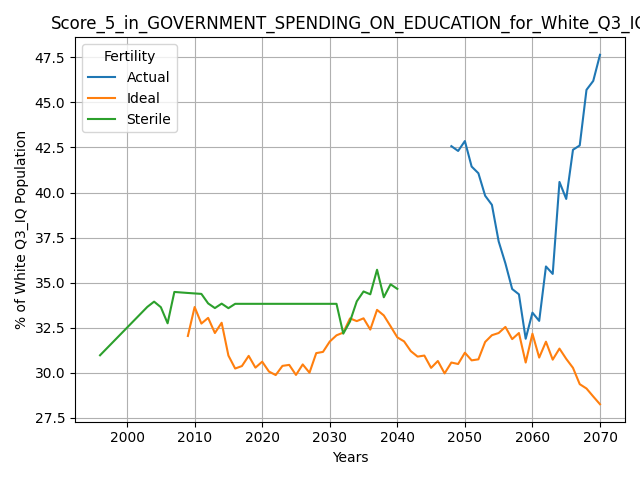 Score_5_in_GOVERNMENT_SPENDING_ON_EDUCATION_for_White_Q3_IQ
Fertility
Actual
Ideal
Sterile
47.5
45.0
42.5
40.0
37.5
35.0
32.5
30.0
27.5
% of White Q3_IQ Population
2000 2010 2020 2030 2040 2050 2060 2070
Years